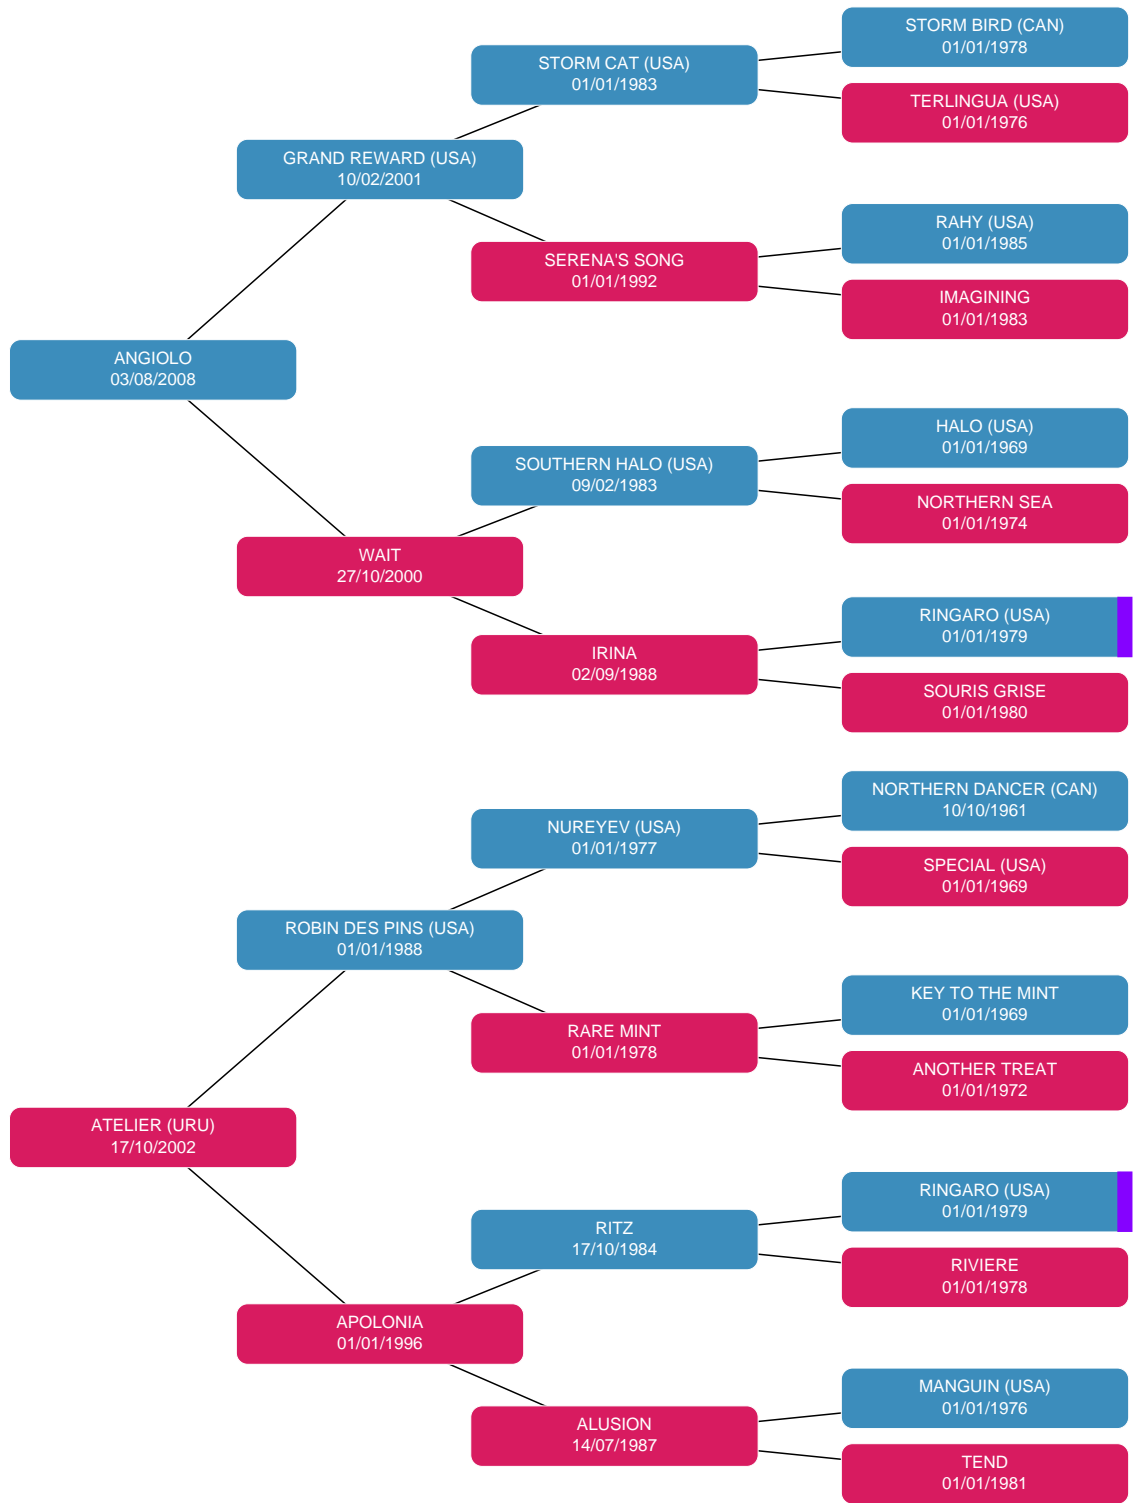 STORM BIRD (CAN)
01/01/1978
STORM CAT (USA)
01/01/1983
TERLINGUA (USA)
01/01/1976
GRAND REWARD (USA)
10/02/2001
RAHY (USA)
01/01/1985
SERENA'S SONG
01/01/1992
IMAGINING
01/01/1983
ANGIOLO
03/08/2008
HALO (USA)
01/01/1969
SOUTHERN HALO (USA)
09/02/1983
NORTHERN SEA
01/01/1974
WAIT
27/10/2000
RINGARO (USA)
01/01/1979
IRINA
02/09/1988
SOURIS GRISE
01/01/1980
NORTHERN DANCER (CAN)
10/10/1961
NUREYEV (USA)
01/01/1977
SPECIAL (USA)
01/01/1969
ROBIN DES PINS (USA)
01/01/1988
KEY TO THE MINT
01/01/1969
RARE MINT
01/01/1978
ANOTHER TREAT
01/01/1972
ATELIER (URU)
17/10/2002
RINGARO (USA)
01/01/1979
RITZ
17/10/1984
RIVIERE
01/01/1978
APOLONIA
01/01/1996
MANGUIN (USA)
01/01/1976
ALUSION
14/07/1987
TEND
01/01/1981